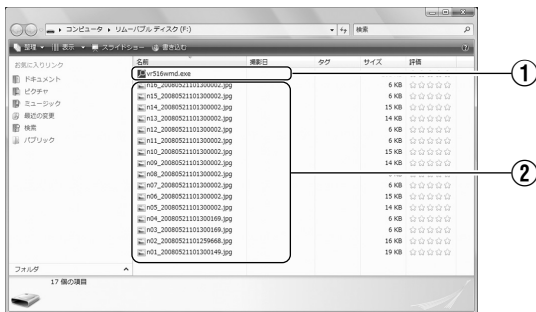 コンピュータ ▸ リムーバブル ディスク (F:) 検索
整理 表示 スライドショー 書き込む
お気に入りリンク
ドキュメント
ピクチャ
ミュージック
最近の変更
検索
パブリック
フォルダ
名前 撮影日 タグ サイズ 評価
vr516wmd.exe
n16_20080521101300002.jpg 6 KB
n15_20080521101300002.jpg 6 KB
n14_20080521101300002.jpg 15 KB
n13_20080521101300002.jpg 14 KB
n12_20080521101300002.jpg 6 KB
n11_20080521101300002.jpg 6 KB
n10_20080521101300002.jpg 15 KB
n09_20080521101300002.jpg 14 KB
n08_20080521101300002.jpg
n07_20080521101300002.jpg 6 KB
n06_20080521101300002.jpg 15 KB
n05_20080521101300002.jpg 14 KB
n04_20080521101300169.jpg 6 KB
n03_20080521101300169.jpg 6 KB
n02_20080521101259668.jpg 16 KB
n01_20080521101300149.jpg 19 KB
17 個の項目
①
②